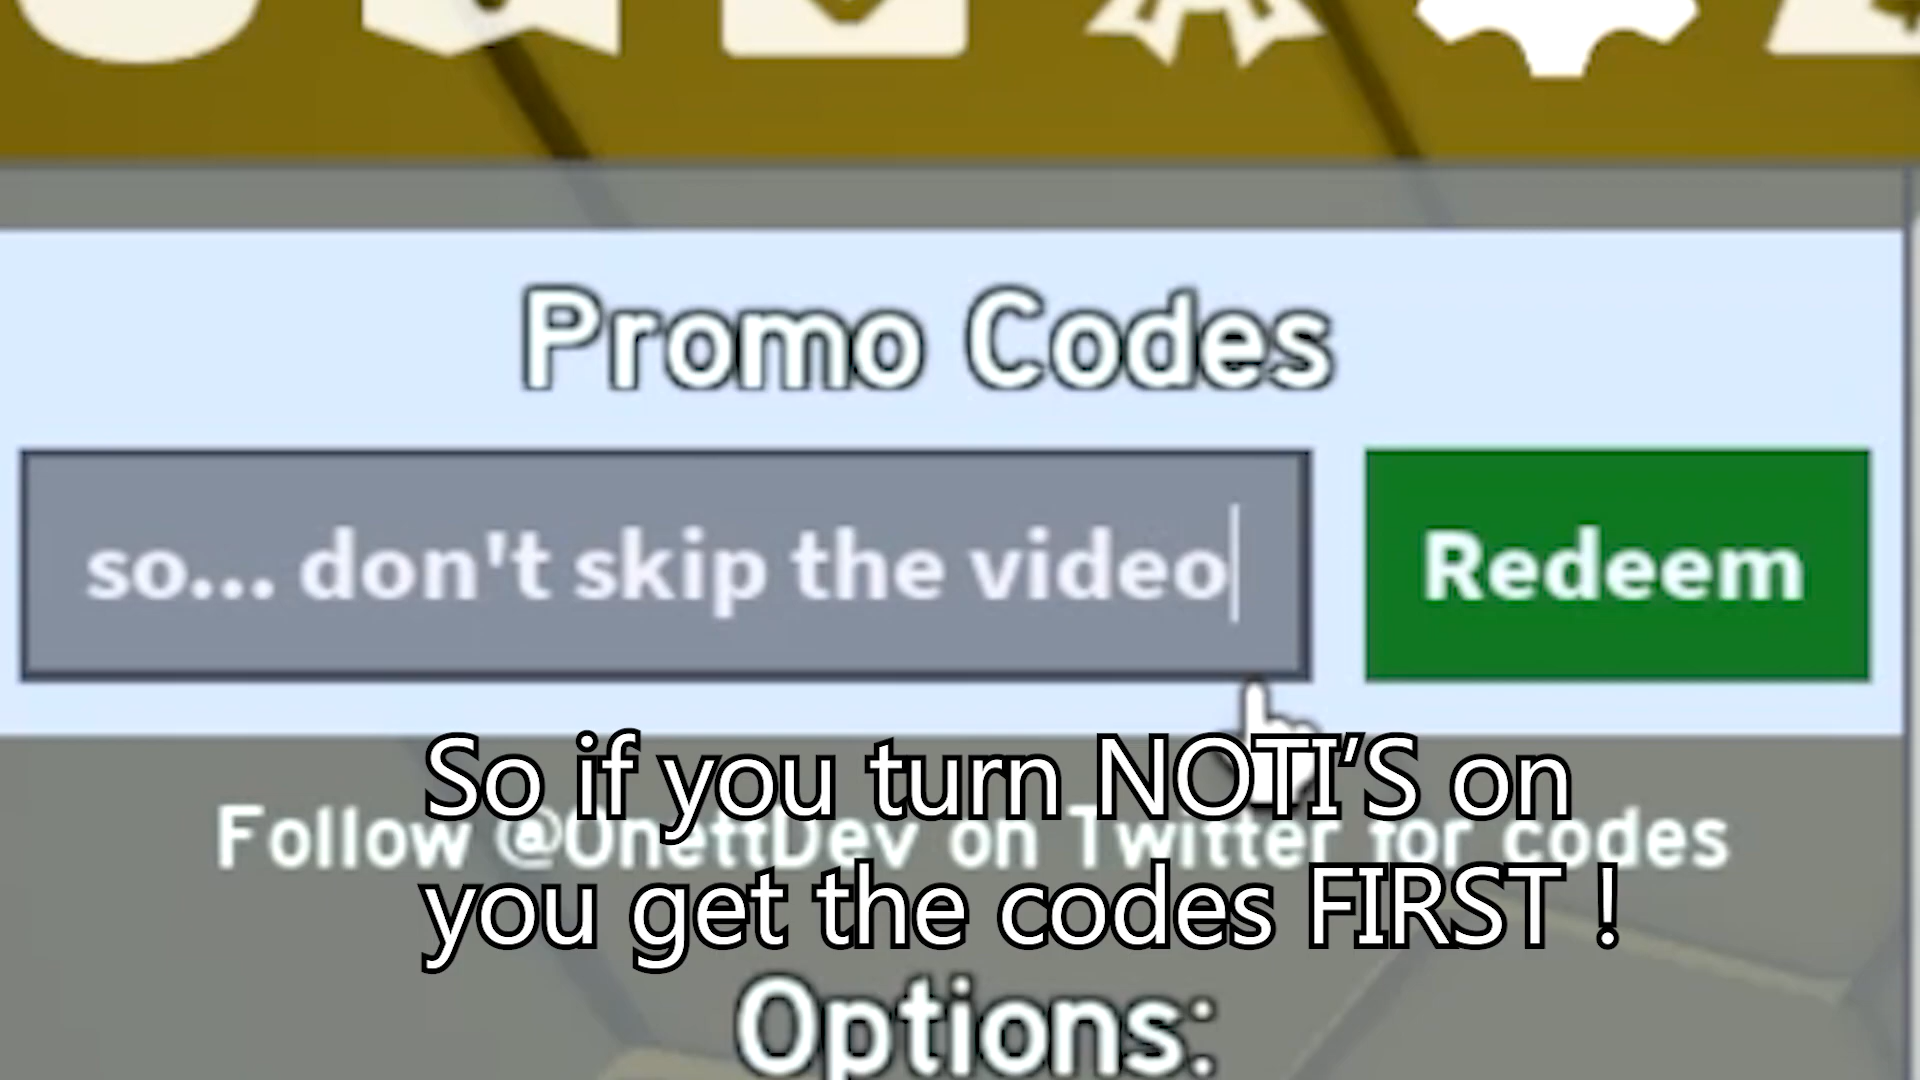 Promo Codes
so... don't skip the video
Redeem
So if you turn NOTI'S on
Follow @OnettDev on Twitter for codes
you get the codes FIRST !
Options: